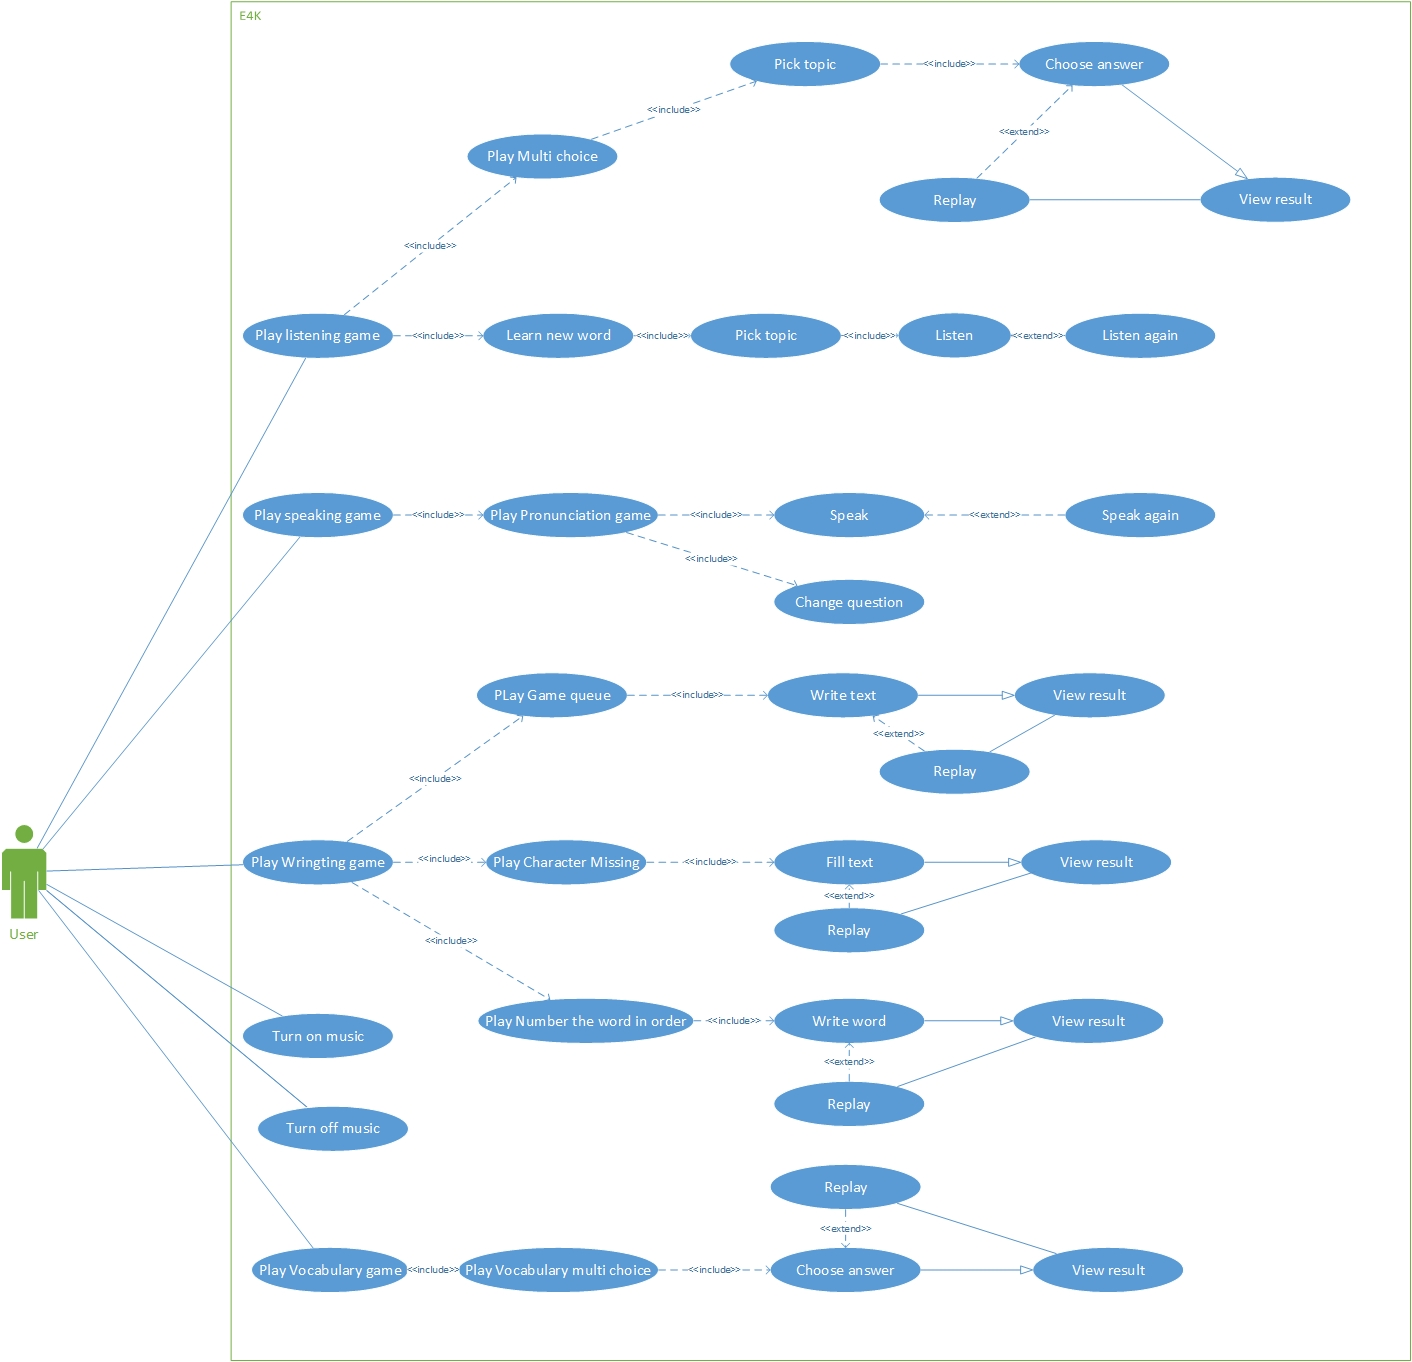 E4K
Pick topic
<<include>>
Choose answer
<<include>>
<<extend>>
Play Multi choice
Replay
View result
<<include>>
Play listening game
<<include>>
Learn new word
<<include>>
Pick topic
<<include>>
Listen
<<extend>>
Listen again
Play speaking game
<<include>>
Play Pronunciation game
<<include>>
Speak
<<extend>>
Speak again
<<include>>
Change question
PLay Game queue
<<include>>
Write text
View result
<<extend>>
Replay
<<include>>
Play Wringting game
<<include>>
Play Character Missing
<<include>>
Fill text
View result
<<extend>>
Replay
User
<<include>>
Play Number the word in order
<<include>>
Write word
View result
Turn on music
<<extend>>
Replay
Turn off music
Replay
<<extend>>
Play Vocabulary game
<<include>>
Play Vocabulary multi choice
<<include>>
Choose answer
View result